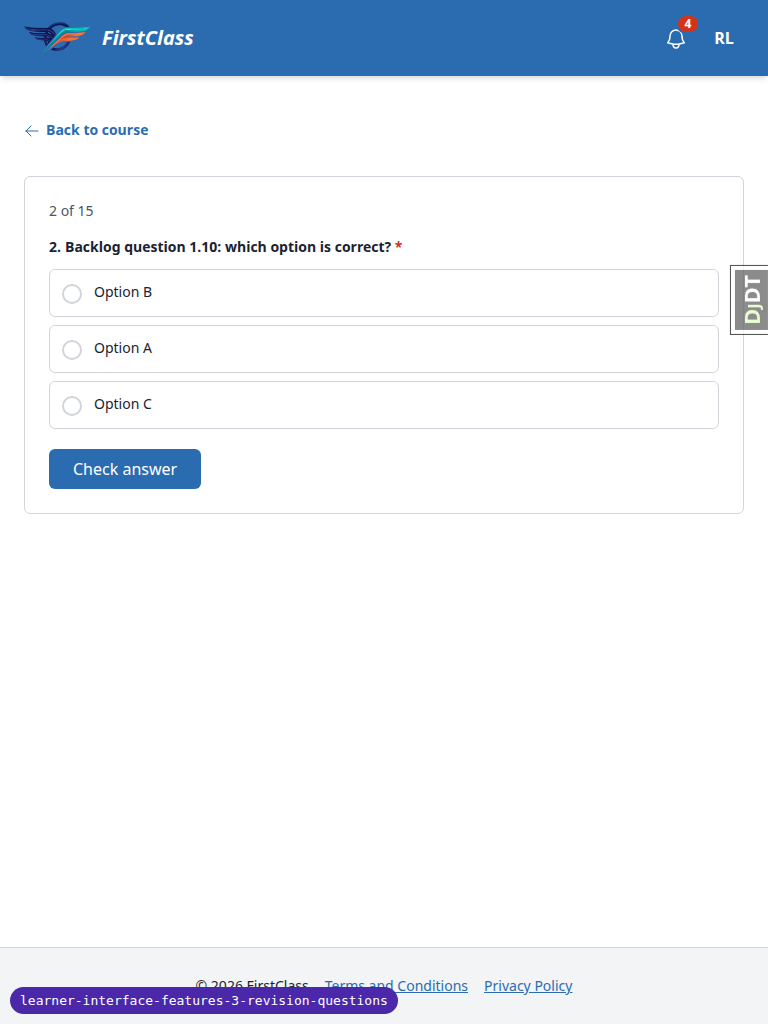 FirstClass
4
RL
Back to course
2 of 15
2. Backlog question 1.10: which option is correct? *
Option B
DJDT
Option A
Option C
Check answer
© 2026 FirstClass
Terms and Conditions
Privacy Policy
learner-interface-features-3-revision-questions